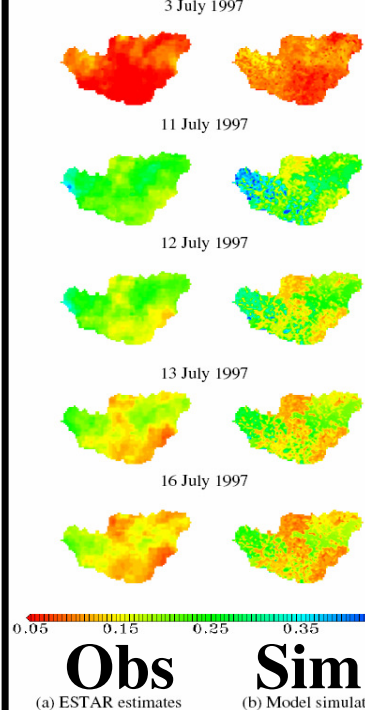 3 July 1997
11 July 1997
12 July 1997
13 July 1997
16 July 1997
0.05 0.15 0.25 0.35
Obs Sim
(a) ESTAR estimates (b) Model simulat